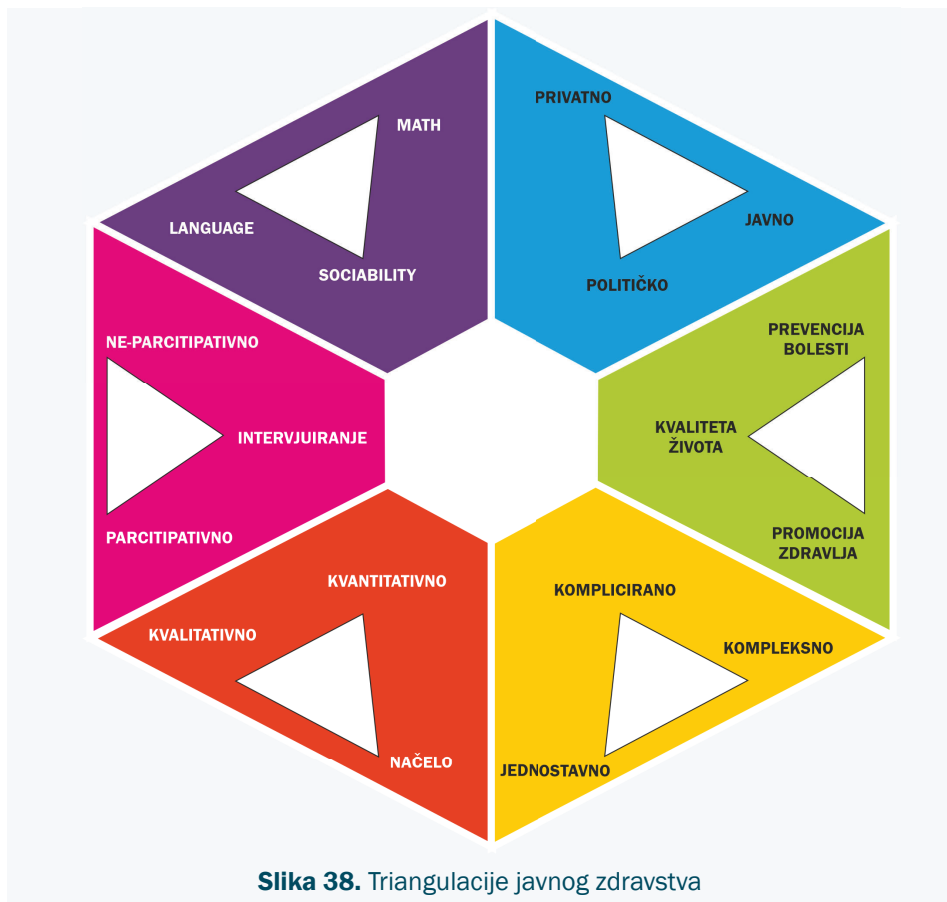 MATH
LANGUAGE
SOCIABILITY
PRIVATNO
JAVNO
POLITIČKO
PREVENCIJA
BOLESTI
KVALITETA
ŽIVOTA
PROMOCIJA
ZDRAVLJA
KOMPLICIRANO
KOMPLEKSNO
JEDNOSTAVNO
KVANTITATIVNO
KVALITATIVNO
NAČELO
NE-PARCITIPATIVNO
INTERVJUIRANJE
PARCITIPATIVNO
Slika 38. Triangulacije javnog zdravstva